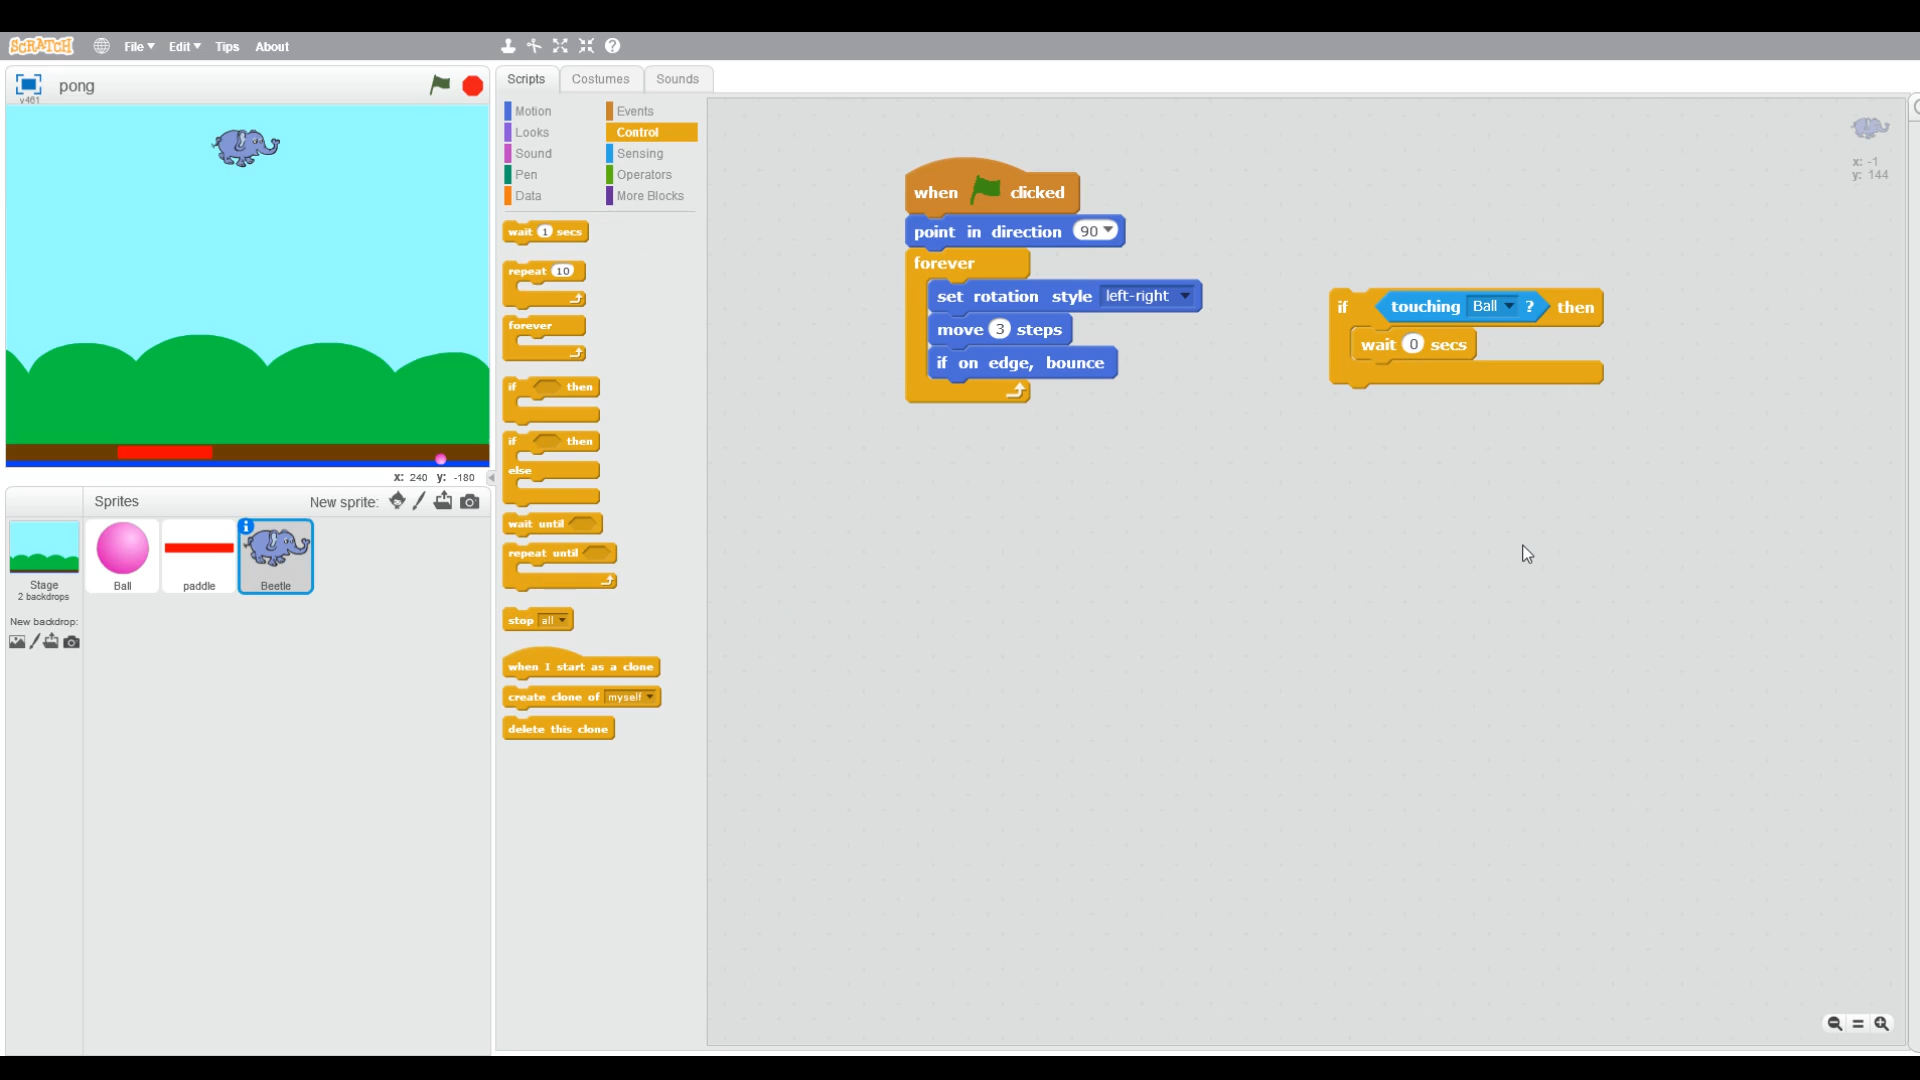 SCRATCH File Edit Tips About
pong
v461
Scripts Costumes Sounds
Motion Events
Looks Control
Sound Sensing
Pen Operators
Data More Blocks
wait 1 secs
repeat 10
forever
if then
if then
else
wait until
repeat until
stop all
when I start as a clone
create clone of myself
delete this clone
when clicked
point in direction 90
forever
set rotation style left-right
move 3 steps
if on edge, bounce
if touching Ball ? then
wait 0 secs
x: -1
y: 144
x: 240 y: -180
Sprites New sprite:
Stage
2 backdrops
New backdrop:
Ball paddle Beetle